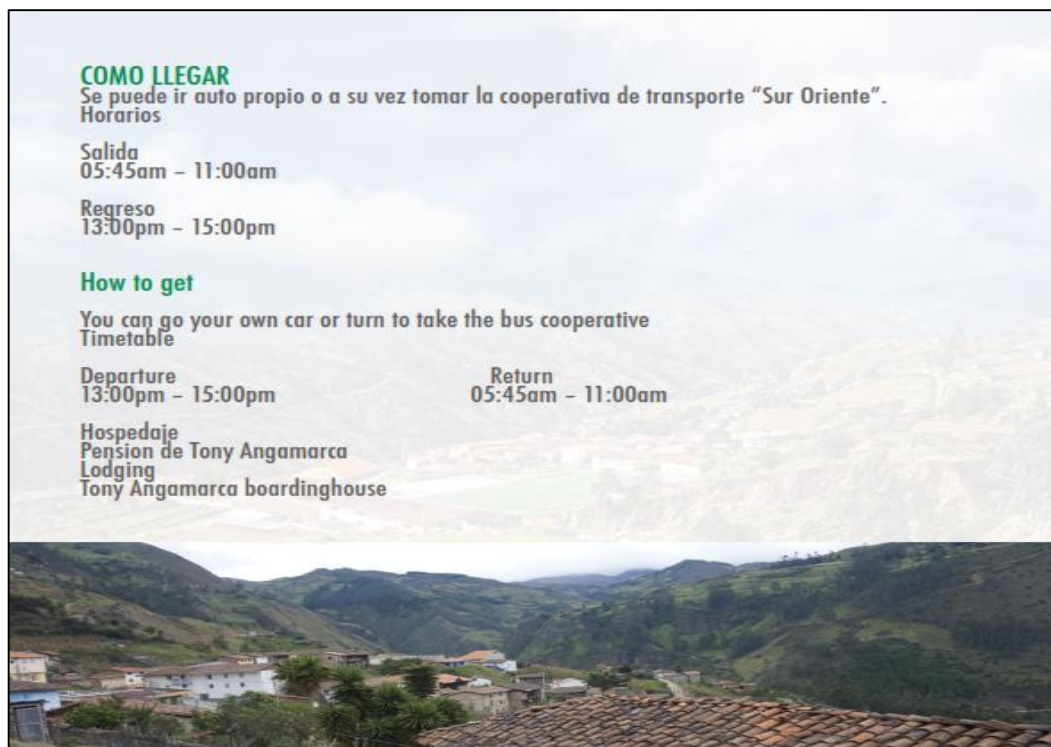 COMO LLEGAR
Se puede ir auto propio o a su vez tomar la cooperativa de transporte “Sur Oriente”.
Horarios
Salida
05:45am – 11:00am
Regreso
13:00pm – 15:00pm
How to get
You can go your own car or turn to take the bus cooperative
Timetable
Departure Return
13:00pm – 15:00pm 05:45am – 11:00am
Hospedaje
Pension de Tony Angamarca
Lodging
Tony Angamarca boardinghouse